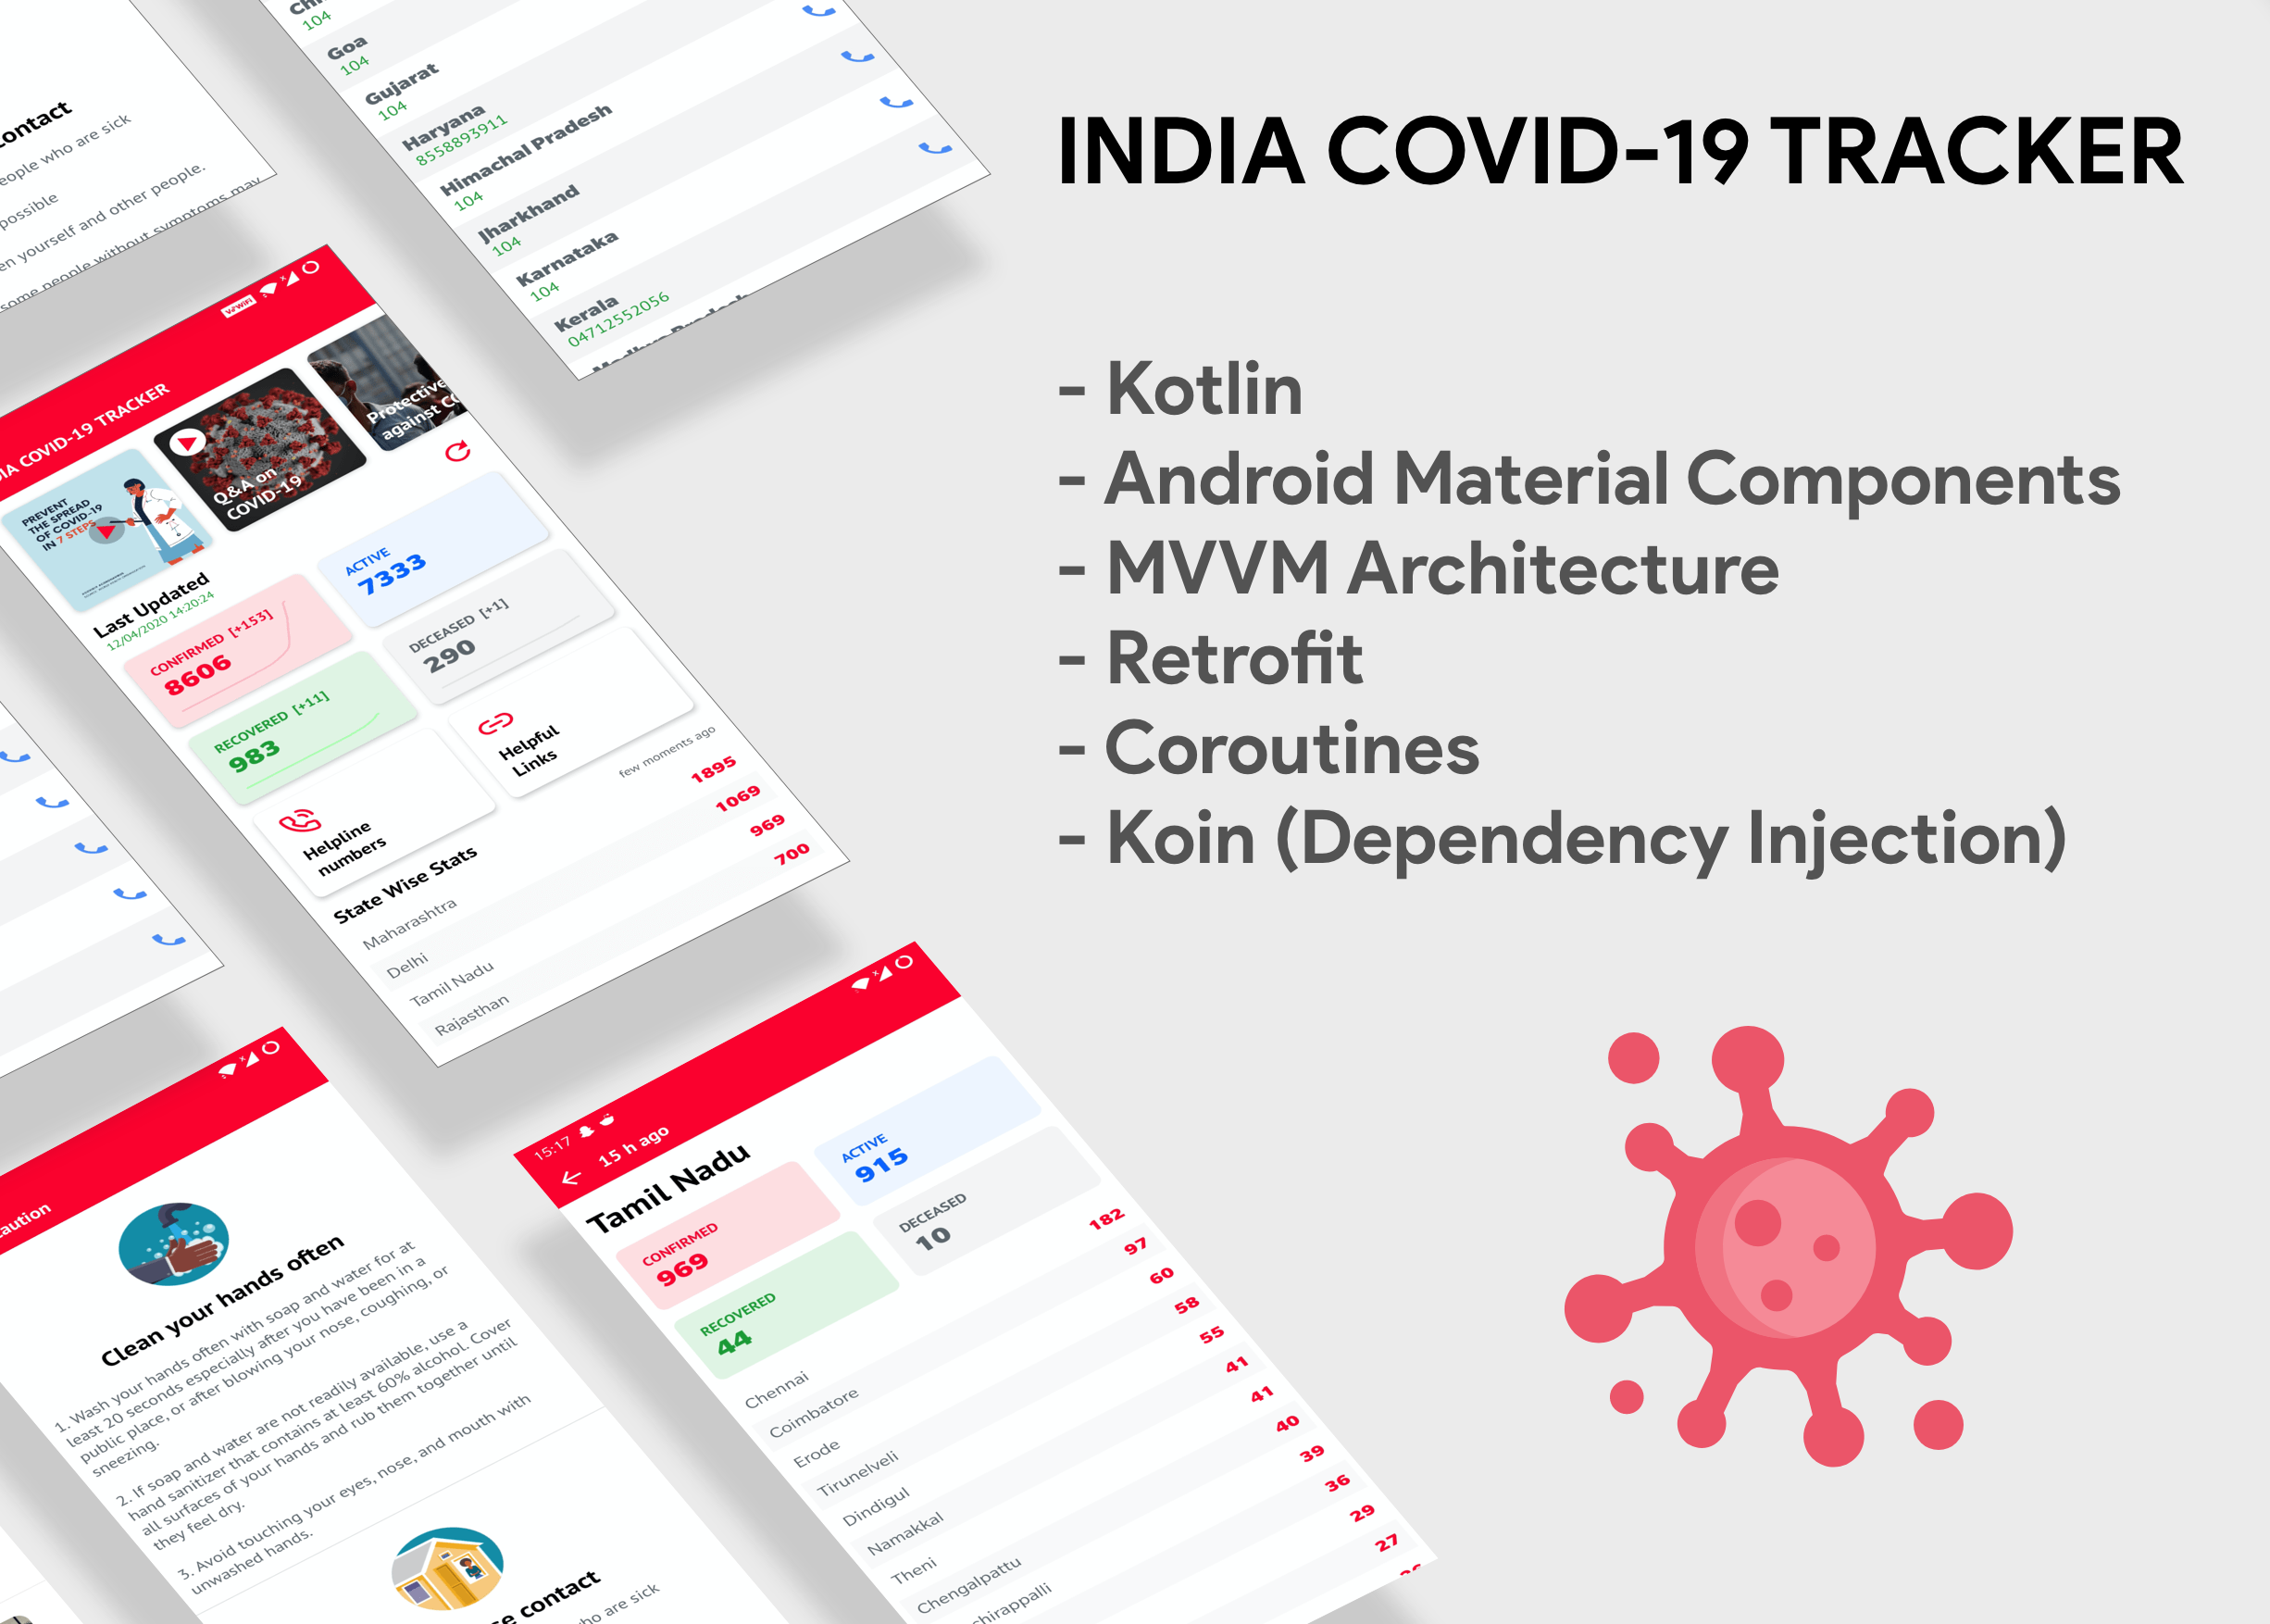 INDIA COVID-19 TRACKER
- Kotlin
- Android Material Components
- MVVM Architecture
- Retrofit
- Coroutines
- Koin (Dependency Injection)
contact
people who are sick
possible
yourself and other people.
some people without symptoms may
104
Goa
104
Gujarat
104
Haryana
8558893911
Himachal Pradesh
104
Jharkhand
104
Karnataka
104
Kerala
04712552056
Madhya Pradesh
VoWiFi
COVID-19 TRACKER
PREVENT
THE SPREAD
OF COVID-19
IN 7 STEPS
Q&A on
COVID-19
Protective
against
Last Updated
12/04/2020 14:20:24
CONFIRMED [+153]
8606
ACTIVE
7333
RECOVERED [+11]
983
DECEASED [+1]
290
Helpline
numbers
Helpful
Links
State Wise Stats
few moments ago
Maharashtra 1895
Delhi 1069
Tamil Nadu 969
Rajasthan 700
Clean your hands often
1. Wash your hands often with soap and water for at
least 20 seconds especially after you have been in a
public place, or after blowing your nose, coughing, or
sneezing.
2. If soap and water are not readily available, use a
hand sanitizer that contains at least 60% alcohol. Cover
all surfaces of your hands and rub them together until
they feel dry.
3. Avoid touching your eyes, nose, and mouth with
unwashed hands.
contact
who are sick
15:17
15 h ago
Tamil Nadu
CONFIRMED
969
ACTIVE
915
RECOVERED
44
DECEASED
10
Chennai 182
Coimbatore 97
Erode 60
Tirunelveli 58
Dindigul 55
Namakkal 41
Theni 41
Chengalpattu 40
39
36
29
27